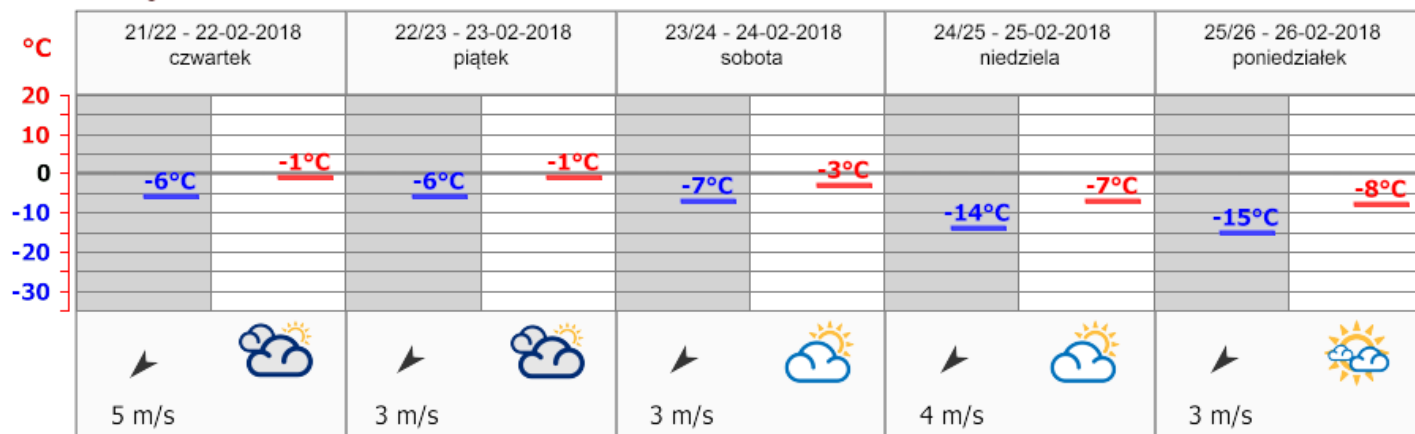 °C
21/22 - 22-02-2018
czwartek
22/23 - 23-02-2018
piątek
23/24 - 24-02-2018
sobota
24/25 - 25-02-2018
niedziela
25/26 - 26-02-2018
poniedziałek
20
10
0
-10
-20
-30
-6°C
-1°C
-6°C
-1°C
-7°C
-3°C
-14°C
-7°C
-15°C
-8°C
5 m/s
3 m/s
3 m/s
4 m/s
3 m/s